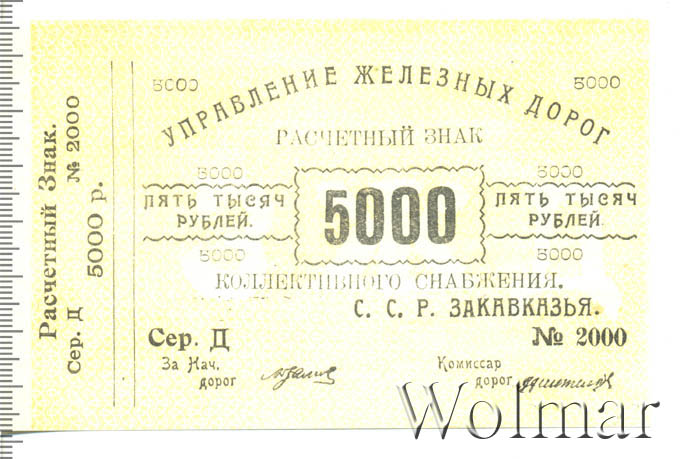 Расчетный Знак.
Сер. Д № 2000
5000 р.
5000 5000
УПРАВЛЕНИЕ ЖЕЛЕЗНЫХ ДОРОГ
РАСЧЕТНЫЙ ЗНАК
5000 5000
ПЯТЬ ТЫСЯЧ
РУБЛЕЙ.
5000
ПЯТЬ ТЫСЯЧ
РУБЛЕЙ.
5000 5000
КОЛЛЕКТИВНОГО СНАБЖЕНИЯ.
С. С. Р. ЗАКАВКАЗЬЯ.
Сер. Д № 2000
За Нач.
дорог
Комиссар
дорог
Wolmar